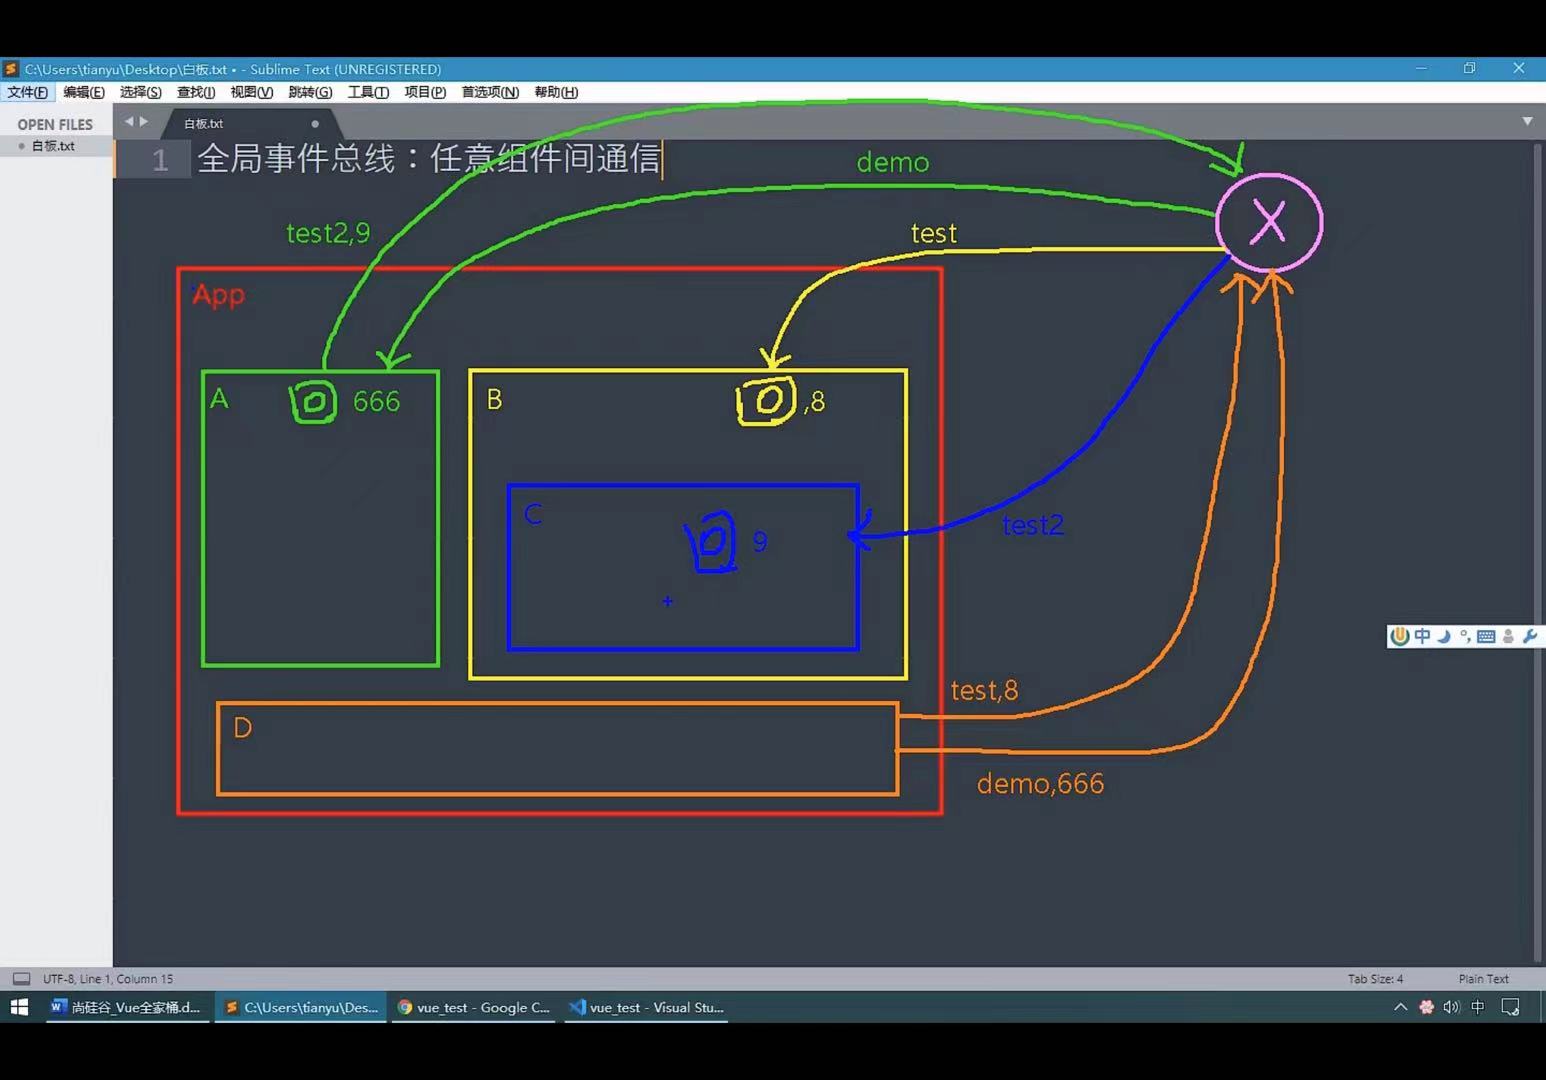 C:\Users\tianyu\Desktop\白板.txt • - Sublime Text (UNREGISTERED)
文件(F) 编辑(E) 选择(S) 查找(I) 视图(V) 跳转(G) 工具(T) 项目(P) 首选项(N) 帮助(H)
OPEN FILES
白板.txt
白板.txt
1 全局事件总线：任意组件间通信
demo
test2,9
test
X
App
A
666
B
,8
C
9
test2
中
test,8
D
demo,666
UTF-8, Line 1, Column 15
Tab Size: 4
Plain Text
尚硅谷_Vue全家桶.d...
C:\Users\tianyu\Des...
vue_test - Google C...
vue_test - Visual Stu...
中